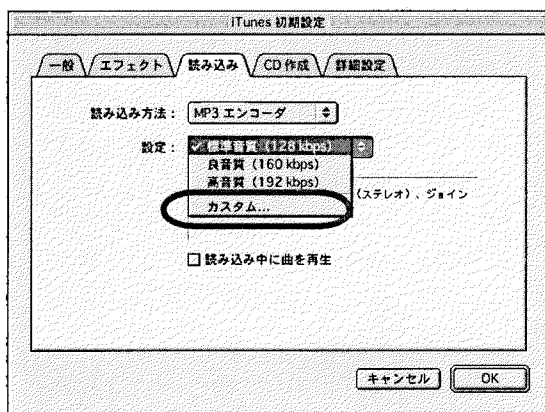 iTunes 初期設定
一般 エフェクト 読み込み CD 作成 詳細設定
読み込み方法： MP3 エンコーダ
設定： 標準音質 (128 kbps)
良音質 (160 kbps)
高音質 (192 kbps)
(ステレオ)、ジョイン
カスタム...
読み込み中に曲を再生
キャンセル OK